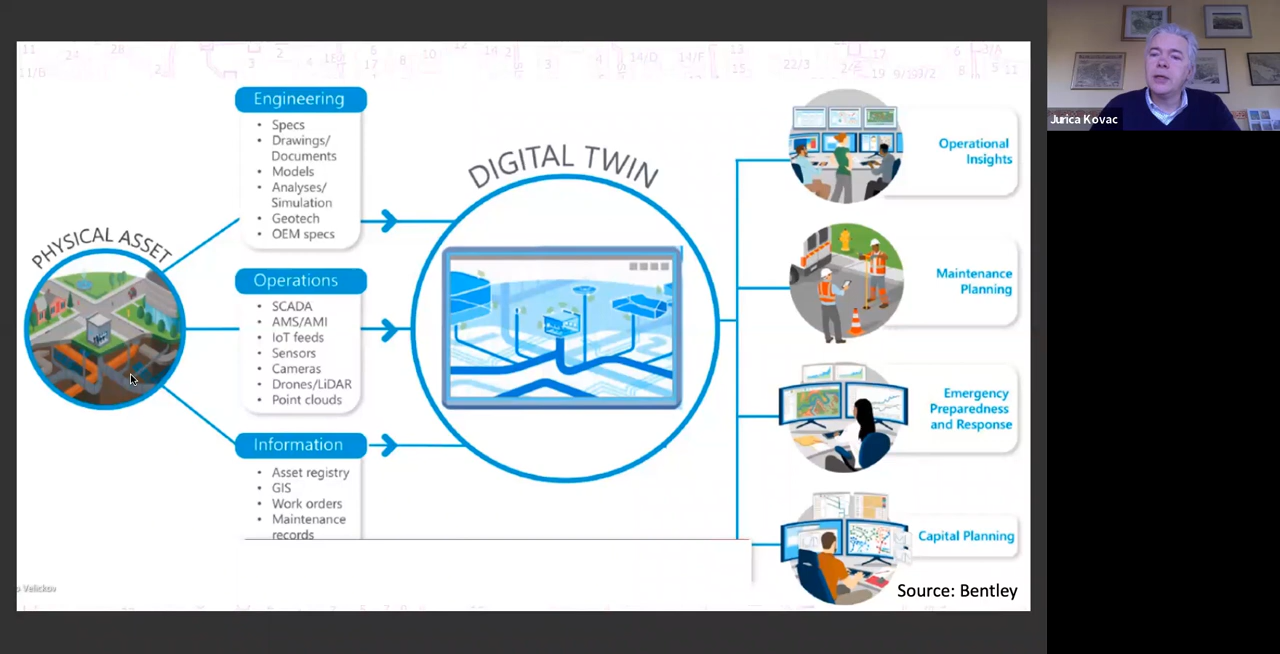 PHYSICAL ASSET
Engineering
• Specs
• Drawings/
Documents
• Models
• Analyses/
Simulation
• Geotech
• OEM specs
Operations
• SCADA
• AMS/AMI
• IoT feeds
• Sensors
• Cameras
• Drones/LiDAR
• Point clouds
Information
• Asset registry
• GIS
• Work orders
• Maintenance
records
DIGITAL TWIN
Operational
Insights
Maintenance
Planning
Emergency
Preparedness
and Response
Capital Planning
Source: Bentley
Velickov
Jurica Kovac